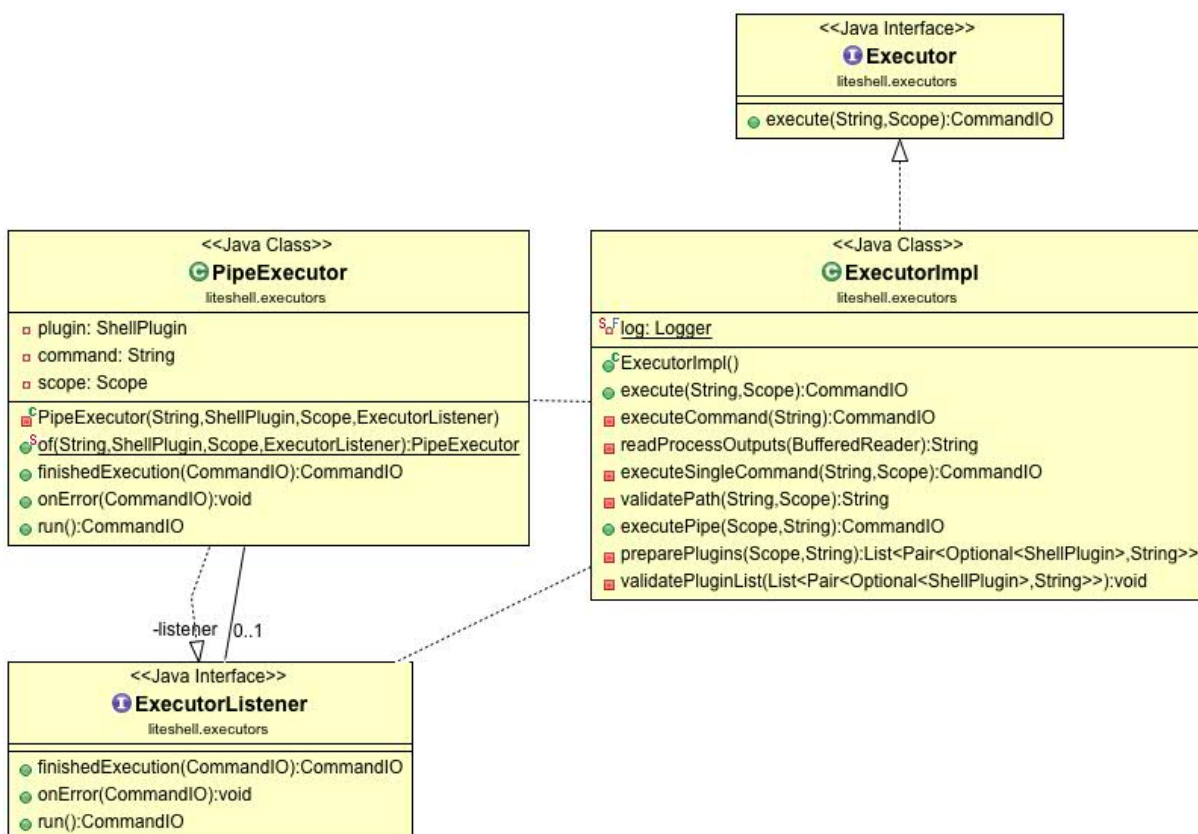 <<Java Interface>>
Executor
liteshell.executors
execute(String,Scope):CommandIO
<<Java Class>>
PipeExecutor
liteshell.executors
plugin: ShellPlugin
command: String
scope: Scope
PipeExecutor(String,ShellPlugin,Scope,ExecutorListener)
of(String,ShellPlugin,Scope,ExecutorListener):PipeExecutor
finishedExecution(CommandIO):CommandIO
onError(CommandIO):void
run():CommandIO
<<Java Class>>
ExecutorImpl
liteshell.executors
log: Logger
ExecutorImpl()
execute(String,Scope):CommandIO
executeCommand(String):CommandIO
readProcessOutputs(BufferedReader):String
executeSingleCommand(String,Scope):CommandIO
validatePath(String,Scope):String
executePipe(Scope,String):CommandIO
preparePlugins(Scope,String):List<Pair<Optional<ShellPlugin>,String>>
validatePluginList(List<Pair<Optional<ShellPlugin>,String>>):void
-listener 0..1
<<Java Interface>>
ExecutorListener
liteshell.executors
finishedExecution(CommandIO):CommandIO
onError(CommandIO):void
run():CommandIO